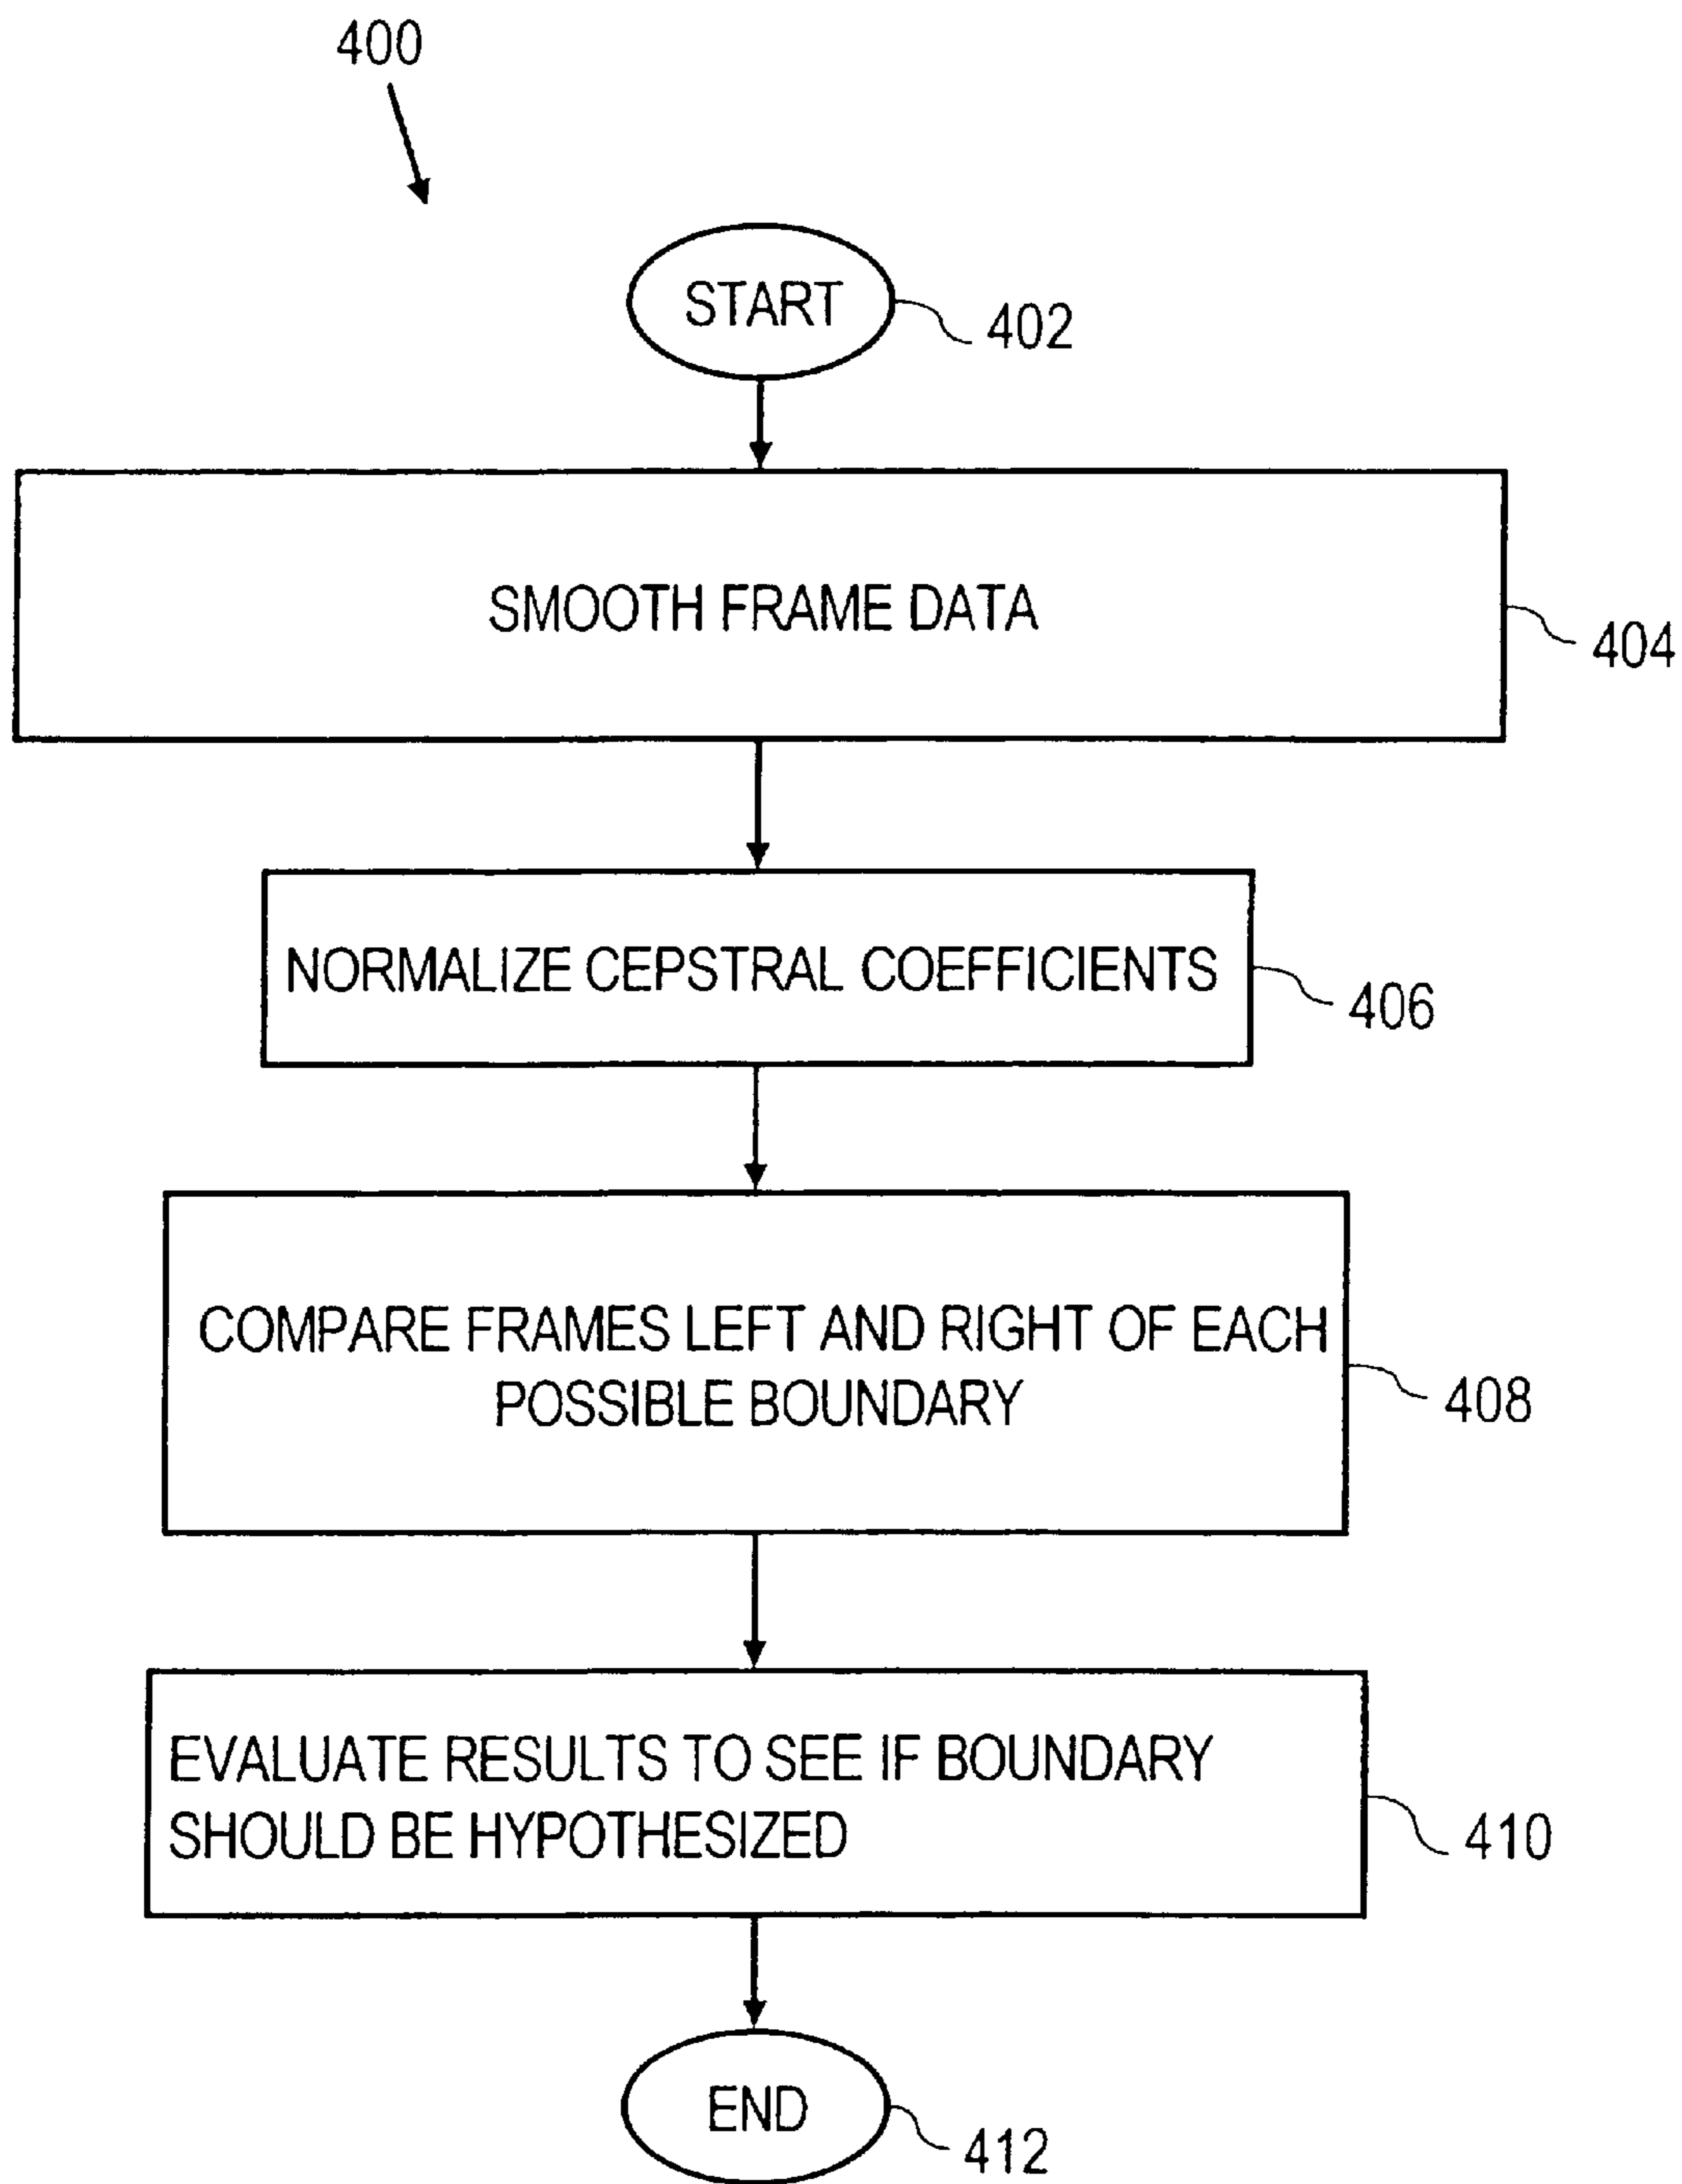 400
START
402
SMOOTH FRAME DATA
404
NORMALIZE CEPSTRAL COEFFICIENTS
406
COMPARE FRAMES LEFT AND RIGHT OF EACH
POSSIBLE BOUNDARY
408
EVALUATE RESULTS TO SEE IF BOUNDARY
SHOULD BE HYPOTHESIZED
410
END
412